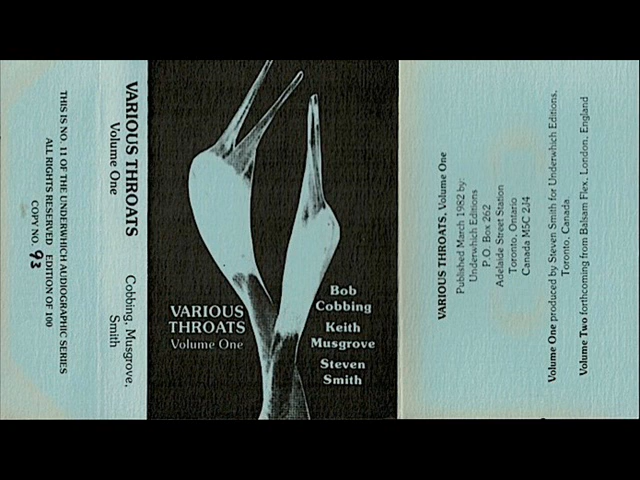 THIS IS NO. 11 OF THE UNDERWHICH AUDIOGRAPHIC SERIES
ALL RIGHTS RESERVED EDITION OF 100
COPY NO. 93
VARIOUS THROATS
Volume One
Cobbing, Musgrove,
Smith
VARIOUS
THROATS
Volume One
Bob
Cobbing
Keith
Musgrove
Steven
Smith
VARIOUS THROATS, Volume One
Published March 1982 by:
Underwhich Editions
P.O. Box 262
Adelaide Street Station
Toronto, Ontario
Canada M5C 2J4
Volume One produced by Steven Smith for Underwhich Editions,
Toronto, Canada.
Volume Two forthcoming from Balsam Flex, London, England